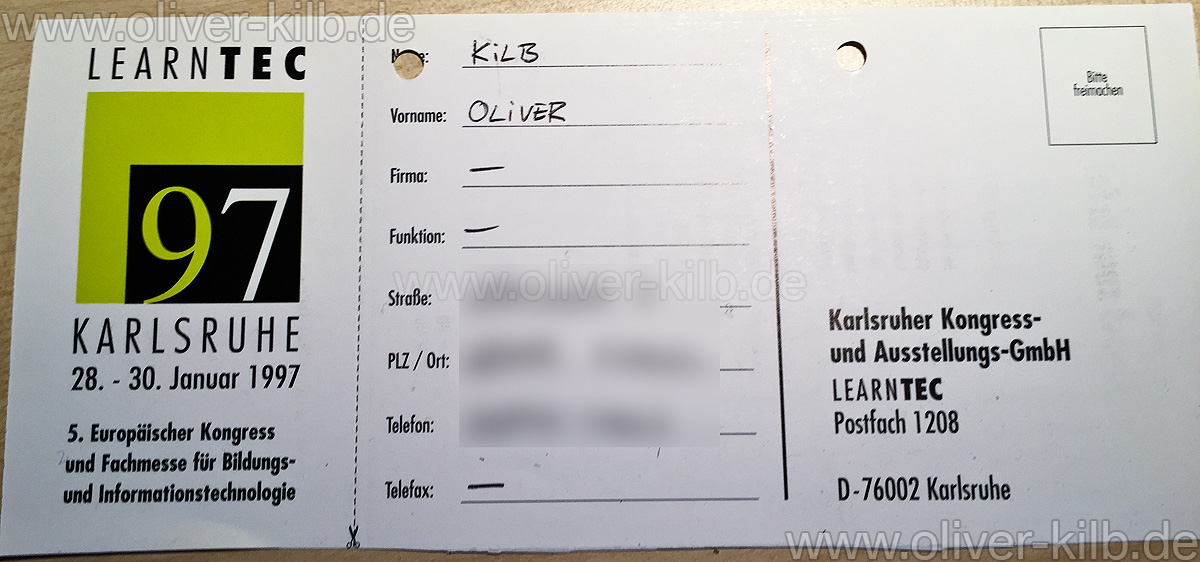 www.oliver-kilb.de
LEARNTEC
97
KARLSRUHE
28. - 30. Januar 1997
5. Europäischer Kongress
und Fachmesse für Bildungs-
und Informationstechnologie
KILB
Vorname: OLIVER
Firma: —
Funktion: —
Straße:
PLZ / Ort:
Telefon:
Telefax: —
www.oliver-kilb.de
Bitte
freimachen
Karlsruher Kongress-
und Ausstellungs-GmbH
LEARNTEC
Postfach 1208
D-76002 Karlsruhe
www.oliver-kilb.de